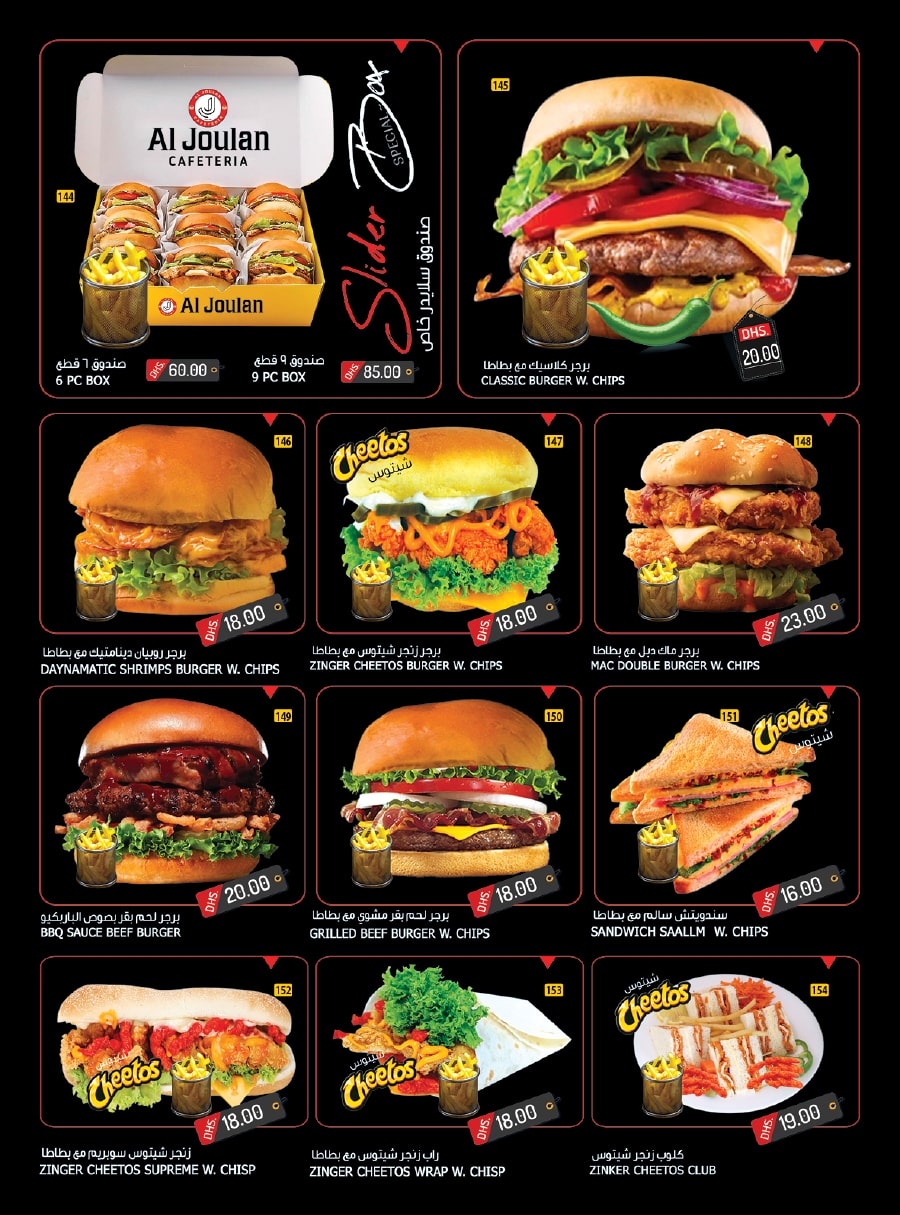 144
AL JOULAN
CAFETERIA
Al Joulan
CAFETERIA
Al Joulan
Slider Box
SPECIAL
صندوق سلايدر خاص
صندوق ٦ قطع
6 PC BOX
DHS. 60.00
صندوق ٩ قطع
9 PC BOX
DHS. 85.00
145
DHS.
20.00
برجر كلاسيك مع بطاطا
CLASSIC BURGER W. CHIPS
146
DHS. 18.00
برجر روبيان دينامتيك مع بطاطا
DAYNAMATIC SHRIMPS BURGER W. CHIPS
Cheetos
شيتوس
147
DHS. 18.00
برجر زنجر شيتوس مع بطاطا
ZINGER CHEETOS BURGER W. CHIPS
148
DHS. 23.00
برجر ماك دبل مع بطاطا
MAC DOUBLE BURGER W. CHIPS
149
DHS. 20.00
برجر لحم بقر بصوص الباربكيو
BBQ SAUCE BEEF BURGER
150
DHS. 18.00
برجر لحم بقر مشوي مع بطاطا
GRILLED BEEF BURGER W. CHIPS
151
Cheetos
شيتوس
DHS. 16.00
سندويتش سالم مع بطاطا
SANDWICH SAALLM W. CHIPS
152
شيتوس
Cheetos
DHS. 18.00
زنجر شيتوس سوبريم مع بطاطا
ZINGER CHEETOS SUPREME W. CHISP
153
شيتوس
Cheetos
DHS. 18.00
راب زنجر شيتوس مع بطاطا
ZINGER CHEETOS WRAP W. CHISP
شيتوس
Cheetos
154
DHS. 19.00
كلوب زنجر شيتوس
ZINKER CHEETOS CLUB